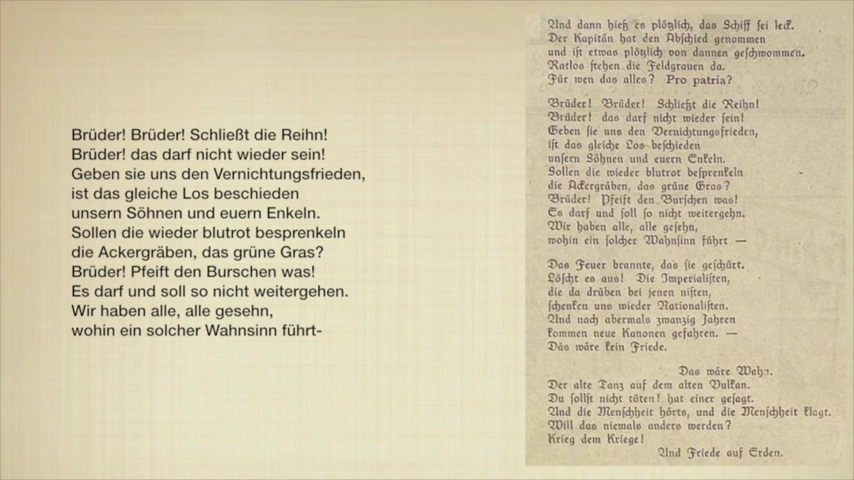 Brüder! Brüder! Schließt die Reihn!
Brüder! das darf nicht wieder sein!
Geben sie uns den Vernichtungsfrieden,
ist das gleiche Los beschieden
unsern Söhnen und euern Enkeln.
Sollen die wieder blutrot besprenkeln
die Ackergräben, das grüne Gras?
Brüder! Pfeift den Burschen was!
Es darf und soll so nicht weitergehen.
Wir haben alle, alle gesehn,
wohin ein solcher Wahnsinn führt-
Und dann hieß es plötzlich, das Schiff sei leck.
Der Kapitän hat den Abschied genommen
und ist etwas plötzlich von dannen geschwommen.
Ratlos stehen die Feldgrauen da.
Für wen das alles? Pro patria?
Brüder! Brüder! Schließt die Reihn!
Brüder! das darf nicht wieder sein!
Geben sie uns den Vernichtungsfrieden,
ist das gleiche Los beschieden
unsern Söhnen und euern Enkeln.
Sollen die wieder blutrot besprenkeln
die Ackergräben, das grüne Gras?
Brüder! Pfeift den Burschen was!
Es darf und soll so nicht weitergehn.
Wir haben alle, alle gesehn,
wohin ein solcher Wahnsinn führt —
Das Feuer brannte, das sie geschürt.
Löscht es aus! Die Imperialisten,
die da drüben bei jenen nisten,
schenken uns wieder Nationalisten.
Und nach abermals zwanzig Jahren
kommen neue Kanonen gefahren. —
Das wäre kein Friede.
Das wäre Wahn.
Der alte Tanz auf dem alten Vulkan.
Du sollst nicht töten! hat einer gesagt.
Und die Menschheit hörts, und die Menschheit klagt.
Will das niemals anders werden?
Krieg dem Kriege!
Und Friede auf Erden.